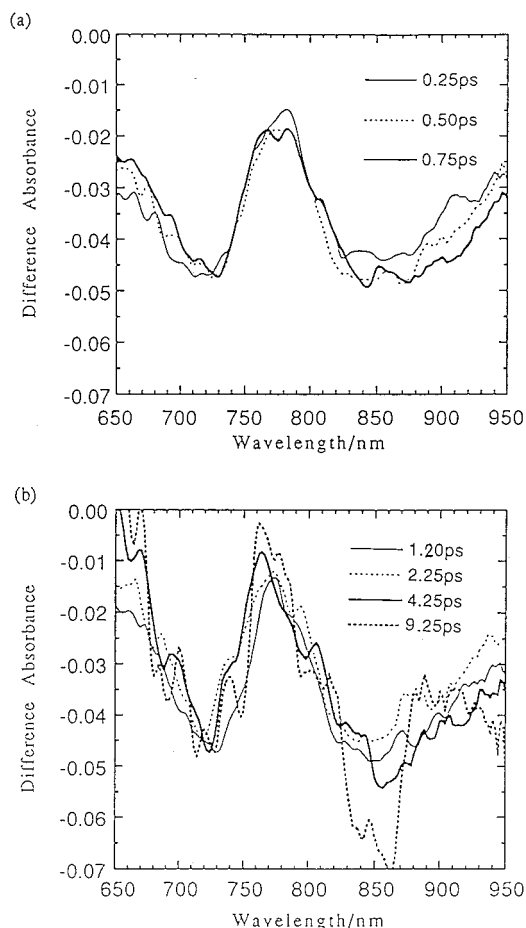 (a)
0.00
-0.01
-0.02
-0.03
-0.04
-0.05
-0.06
-0.07
Difference Absorbance
0.25ps
0.50ps
0.75ps
650 700 750 800 850 900 950
Wavelength/nm
(b)
0.00
-0.01
-0.02
-0.03
-0.04
-0.05
-0.06
-0.07
Difference Absorbance
1.20ps
2.25ps
4.25ps
9.25ps
650 700 750 800 850 900 950
Wavelength/nm